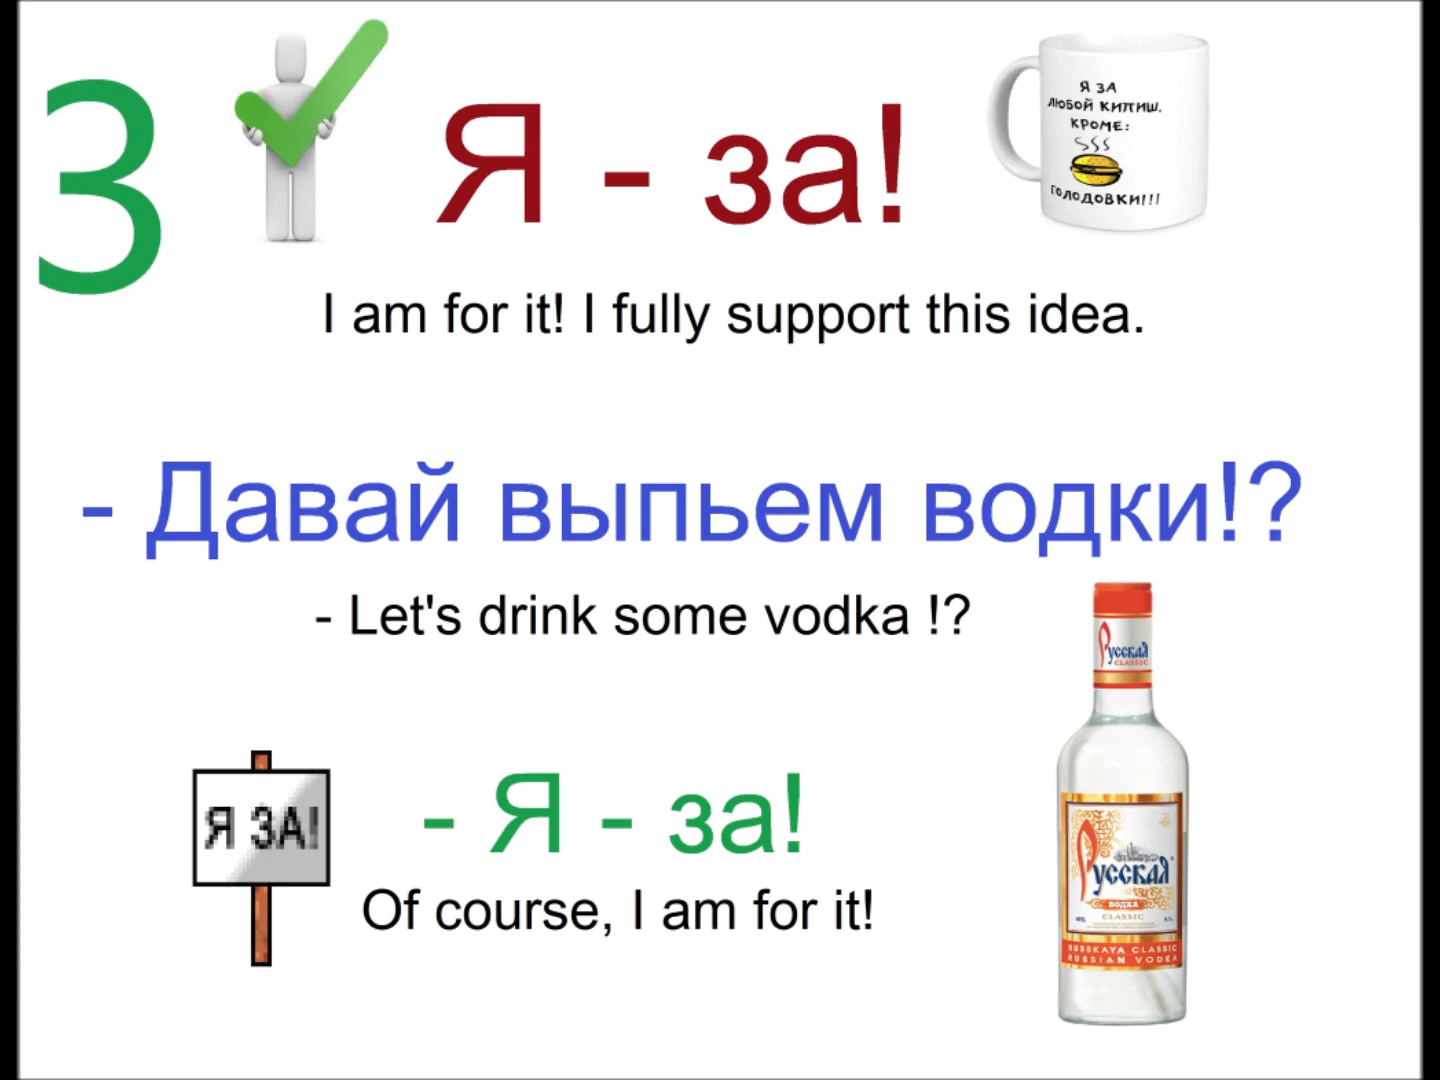 3
Я - за!
Я ЗА
ЛЮБОЙ КИПИШ.
КРОМЕ:
ГОЛОДОВКИ!!!
I am for it! I fully support this idea.
- Давай выпьем водки!?
- Let's drink some vodka !?
Русская
CLASSIC
Я ЗА!
- Я - за!
Of course, I am for it!
Русская
ВОДКА
CLASSIC
RUSSKAYA CLASSIC
RUSSIAN VODKA